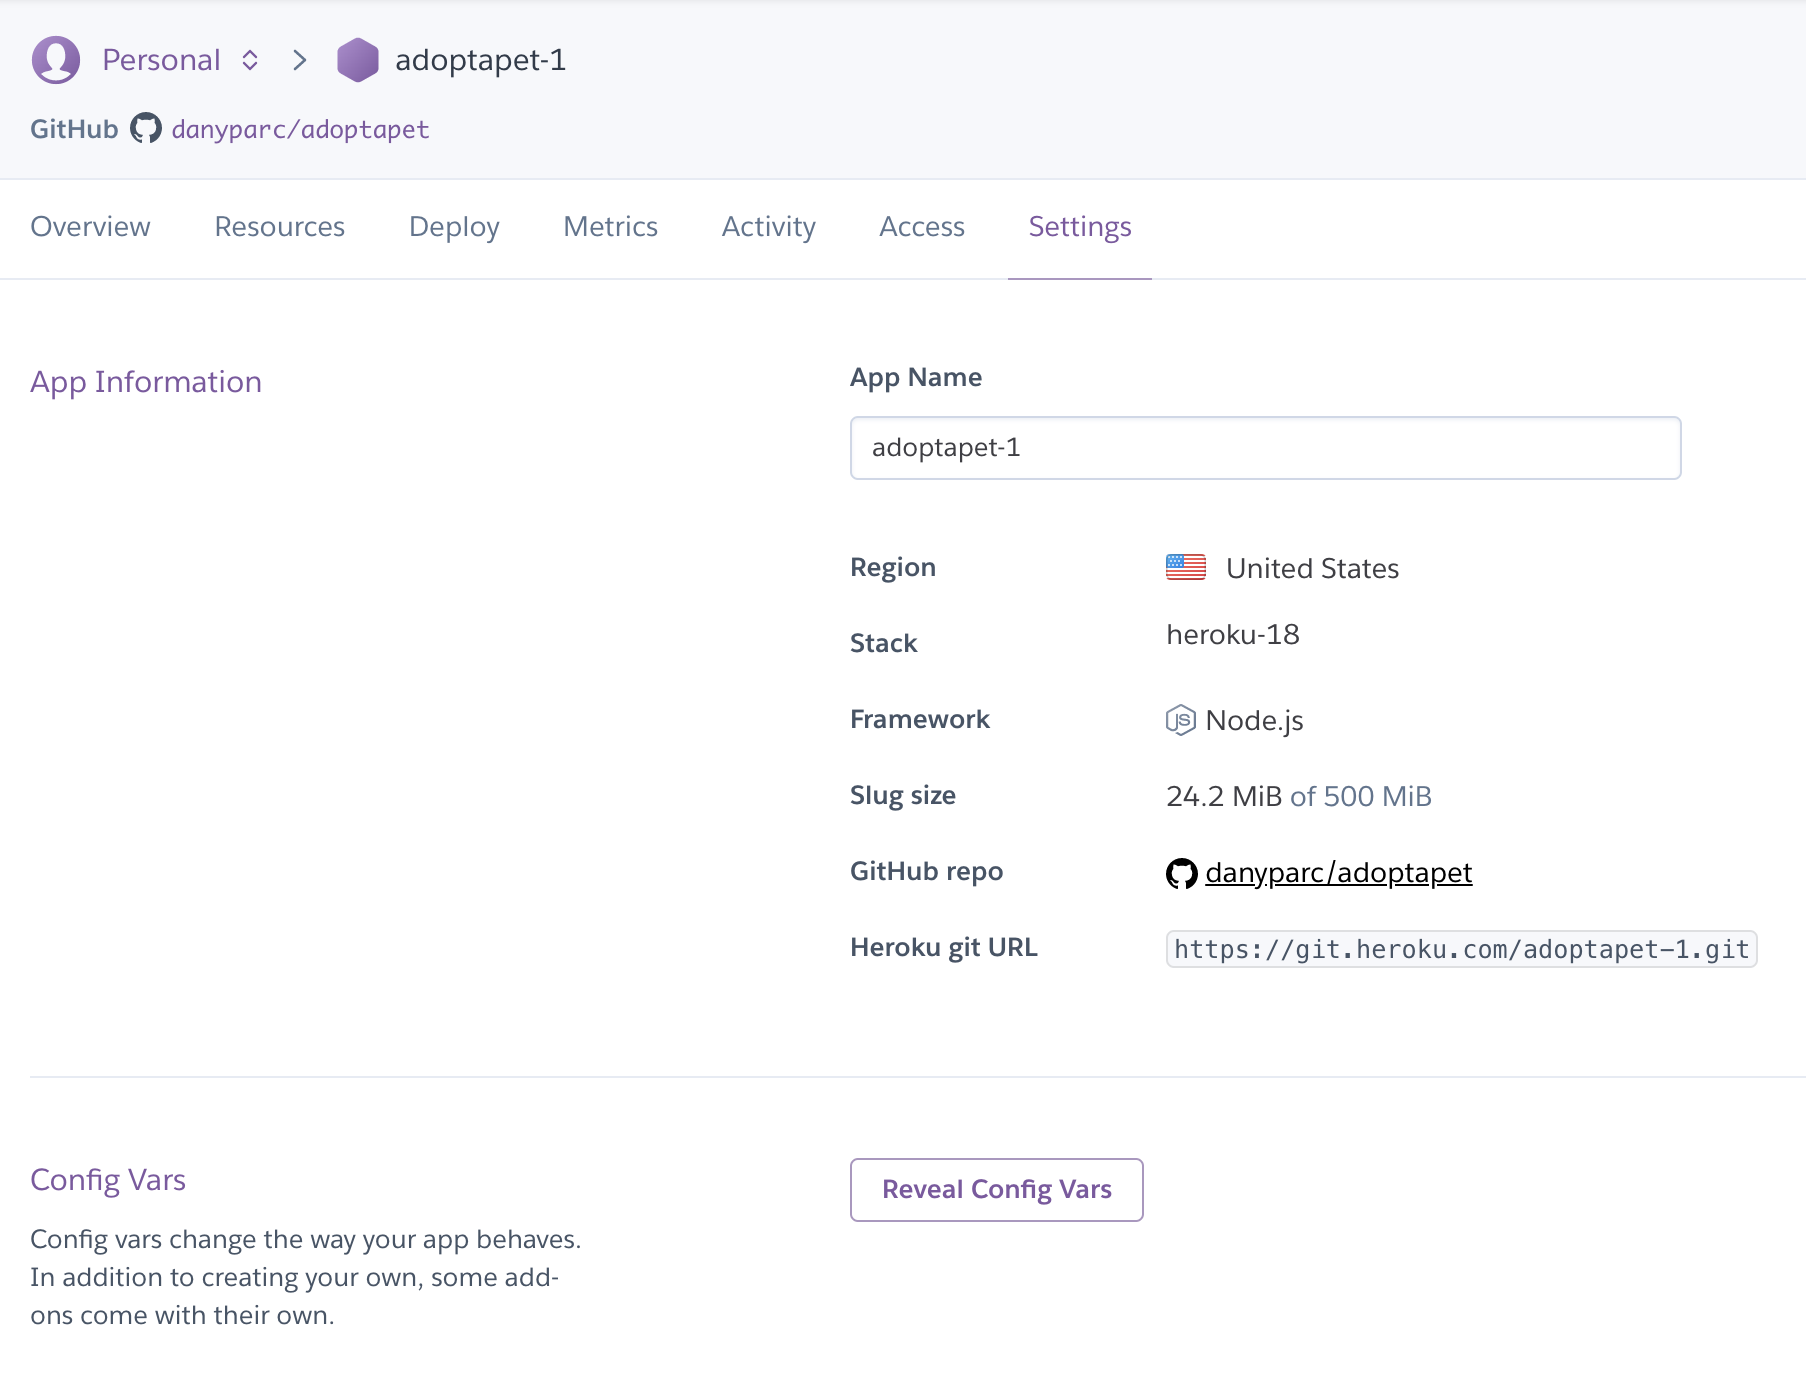 Personal > adoptapet-1
GitHub danyparc/adoptapet
Overview Resources Deploy Metrics Activity Access Settings
App Information
App Name
adoptapet-1
Region United States
Stack heroku-18
Framework Node.js
Slug size 24.2 MiB of 500 MiB
GitHub repo danyparc/adoptapet
Heroku git URL https://git.heroku.com/adoptapet-1.git
Config Vars
Reveal Config Vars
Config vars change the way your app behaves.
In addition to creating your own, some add-
ons come with their own.